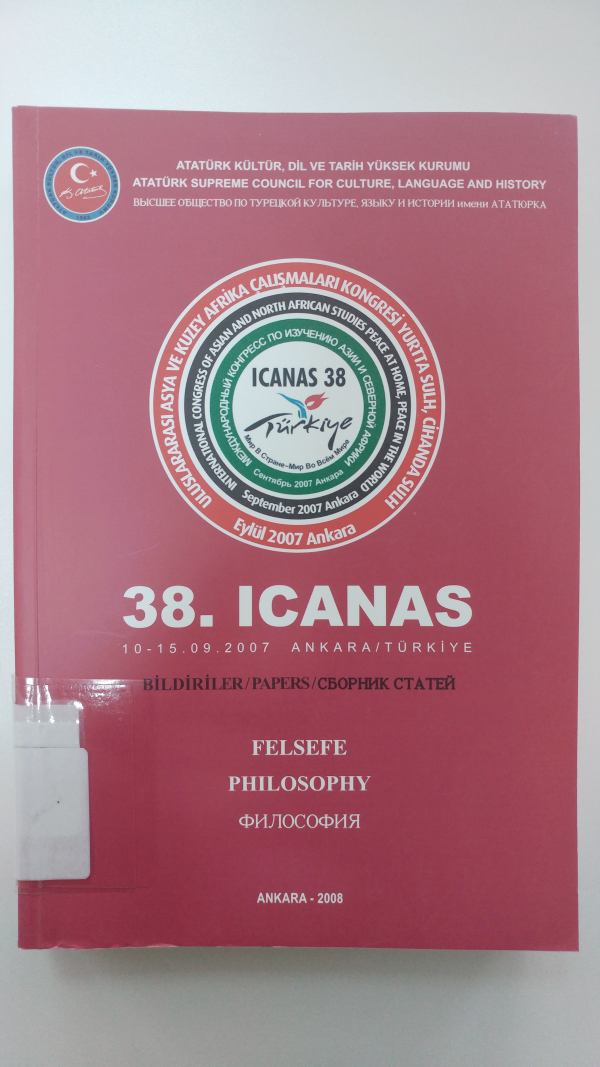 ATATÜRK KÜLTÜR, DİL VE TARİH YÜKSEK KURUMU
ATATÜRK SUPREME COUNCIL FOR CULTURE, LANGUAGE AND HISTORY
ВЫСШЕЕ ОБЩЕСТВО ПО ТУРЕЦКОЙ КУЛЬТУРЕ, ЯЗЫКУ И ИСТОРИИ имени АТАТЮРКА
ULUSLARARASI ASYA VE KUZEY AFRİKA ÇALIŞMALARI KONGRESİ YURTTA SULH, CİHANDA SULH
Eylül 2007 Ankara
INTERNATIONAL CONGRESS OF ASIAN AND NORTH AFRICAN STUDIES PEACE AT HOME, PEACE IN THE WORLD
September 2007 Ankara
МЕЖДУНАРОДНЫЙ КОНГРЕСС ПО ИЗУЧЕНИЮ АЗИИ И СЕВЕРНОЙ АФРИКИ
Сентябрь 2007 Анкара
ICANAS 38
Türkiye
Мир В Стране-Мир Во Всём Мире
38. ICANAS
10-15.09.2007 ANKARA/TÜRKİYE
BİLDİRİLER/PAPERS/СБОРНИК СТАТЕЙ
FELSEFE
PHILOSOPHY
ФИЛОСОФИЯ
ANKARA - 2008